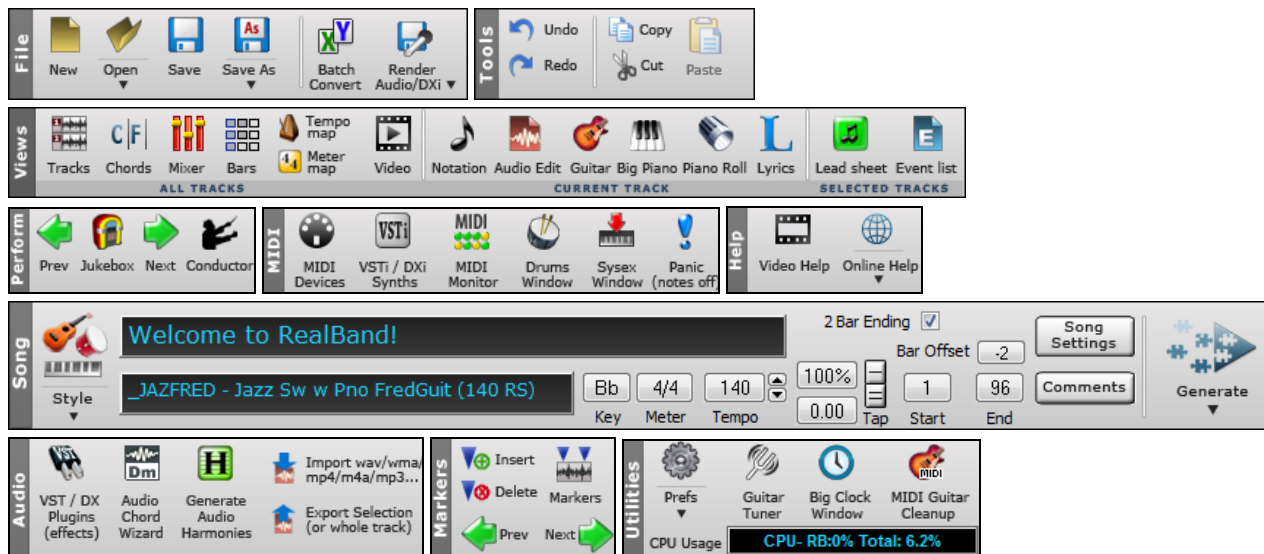 File
New
Open
Save
As
Save As
X Y
Batch
Convert
Render
Audio/DXi
Tools
Undo
Redo
Copy
Cut
Paste
Views
Tracks
C F
Chords
Mixer
Bars
Tempo
map
4 4
Meter
map
Video
ALL TRACKS
Notation
Audio Edit
Guitar
Big Piano
Piano Roll
L
Lyrics
CURRENT TRACK
Lead sheet
E
Event list
SELECTED TRACKS
Perform
Prev
Jukebox
Next
Conductor
MIDI
MIDI
Devices
VSTi
VSTi / DXi
Synths
MIDI
MIDI
Monitor
Drums
Window
Sysex
Window
Panic
(notes off)
Help
Video Help
Online Help
Song
Style
Welcome to RealBand!
_JAZFRED - Jazz Sw w Pno FredGuit (140 RS)
Bb
Key
4/4
Meter
140
Tempo
2 Bar Ending
100%
0.00
Tap
Bar Offset
-2
1
Start
96
End
Song
Settings
Comments
Generate
Audio
VST
VST / DX
Plugins
(effects)
Dm
Audio
Chord
Wizard
H
Generate
Audio
Harmonies
Import wav/wma/
mp4/m4a/mp3...
Export Selection
(or whole track)
Markers
Insert
Delete
Markers
Prev
Next
Utilities
Prefs
Guitar
Tuner
Big Clock
Window
MIDI
MIDI Guitar
Cleanup
CPU Usage
CPU- RB:0% Total: 6.2%